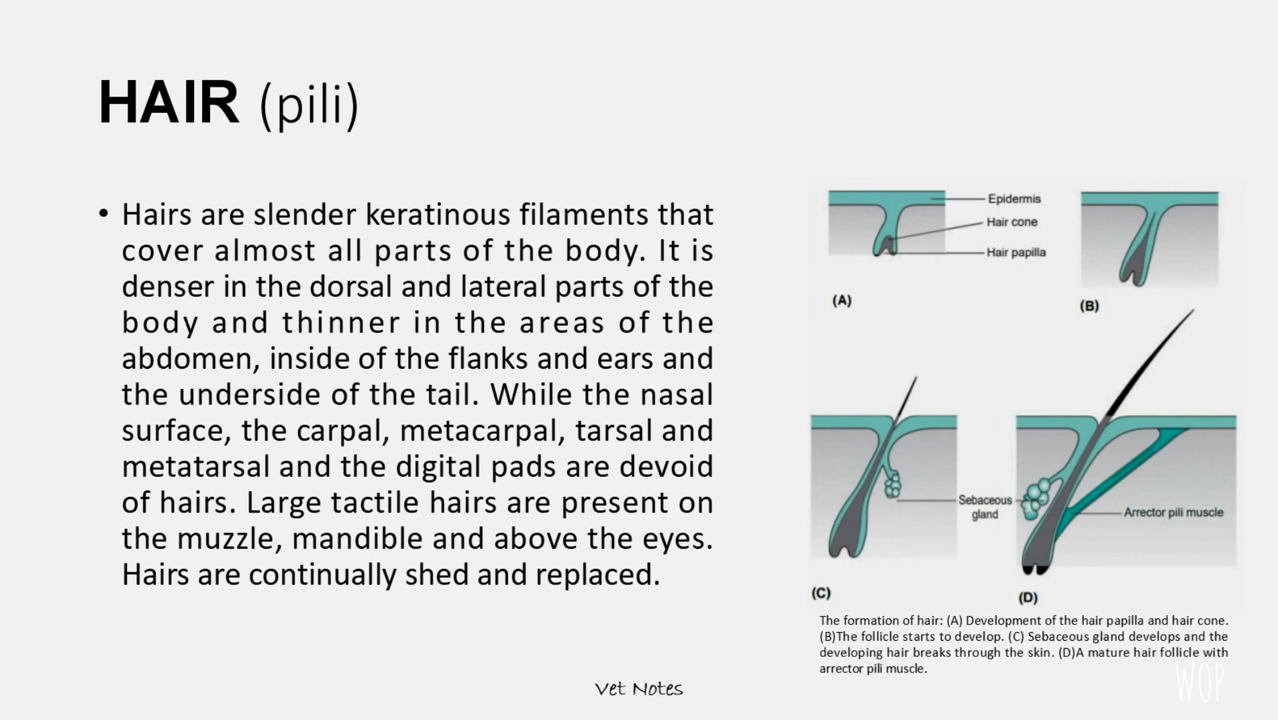 HAIR (pili)
• Hairs are slender keratinous filaments that
cover almost all parts of the body. It is
denser in the dorsal and lateral parts of the
body and thinner in the areas of the
abdomen, inside of the flanks and ears and
the underside of the tail. While the nasal
surface, the carpal, metacarpal, tarsal and
metatarsal and the digital pads are devoid
of hairs. Large tactile hairs are present on
the muzzle, mandible and above the eyes.
Hairs are continually shed and replaced.
Epidermis
Hair cone
Hair papilla
(A)
(B)
Sebaceous
gland
Arrector pili muscle
(C)
(D)
The formation of hair: (A) Development of the hair papilla and hair cone.
(B)The follicle starts to develop. (C) Sebaceous gland develops and the
developing hair breaks through the skin. (D)A mature hair follicle with
arrector pili muscle.
Vet Notes
WOP